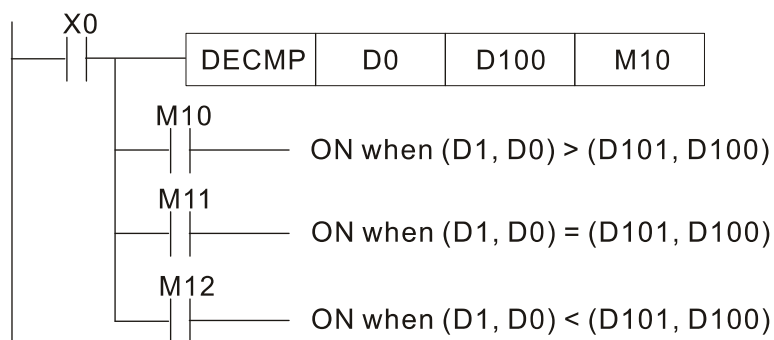 X0
DECMP D0 D100 M10
M10
ON when (D1, D0) > (D101, D100)
M11
ON when (D1, D0) = (D101, D100)
M12
ON when (D1, D0) < (D101, D100)